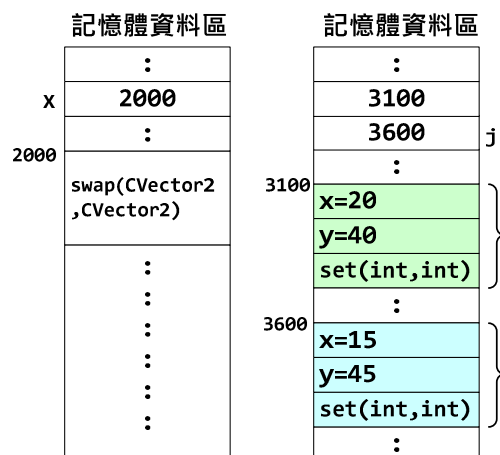 記憶體資料區
:
x 2000
:
2000
swap(CVector2
,CVector2)
:
:
:
:
:
:
記憶體資料區
:
3100
3600 j
:
3100
x=20
y=40
set(int,int)
:
3600
x=15
y=45
set(int,int)
: